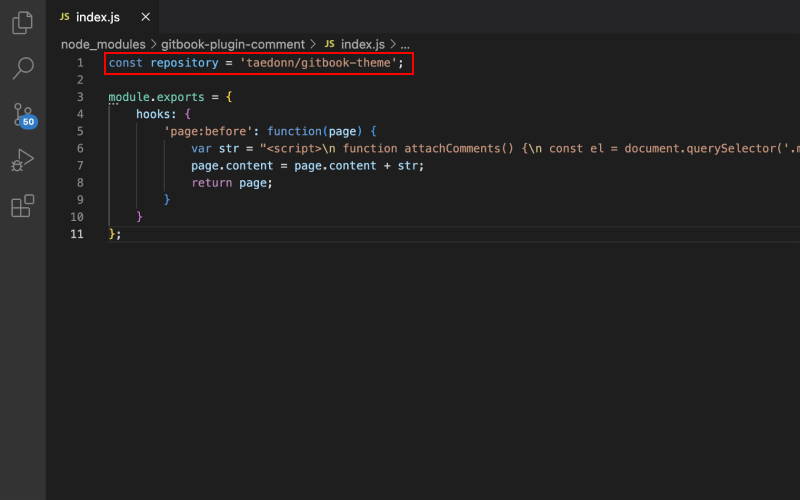 JS index.js
node_modules > gitbook-plugin-comment > JS index.js > ...
1 const repository = 'taedonn/gitbook-theme';
2
3 module.exports = {
4 hooks: {
50
5 'page:before': function(page) {
6 var str = "<script>\n function attachComments() {\n const el = document.querySelector('.m
7 page.content = page.content + str;
8 return page;
9 }
10 }
11 };